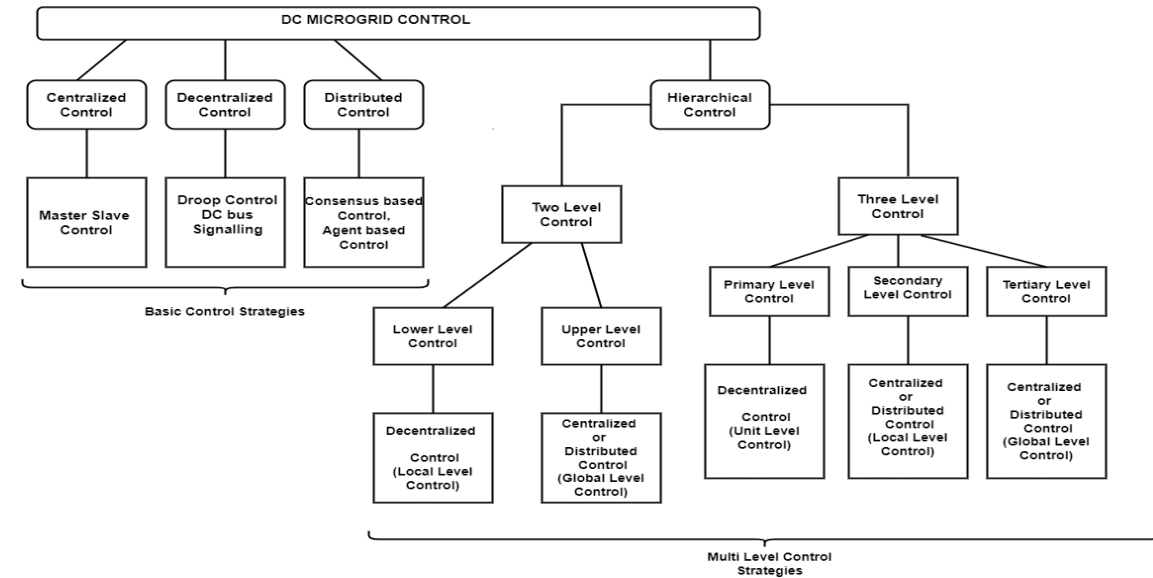 DC MICROGRID CONTROL
Centralized
Control
Decentralized
Control
Distributed
Control
Hierarchical
Control
Master Slave
Control
Droop Control
DC bus
Signalling
Consensus based
Control,
Agent based
Control
Basic Control Strategies
Two Level
Control
Three Level
Control
Lower Level
Control
Upper Level
Control
Primary Level
Control
Secondary
Level Control
Tertiary Level
Control
Decentralized
Control
(Local Level
Control)
Centralized
or
Distributed
Control
(Global Level
Control)
Decentralized
Control
(Unit Level
Control)
Centralized
or
Distributed
Control
(Local Level
Control)
Centralized
or
Distributed
Control
(Global Level
Control)
Multi Level Control
Strategies